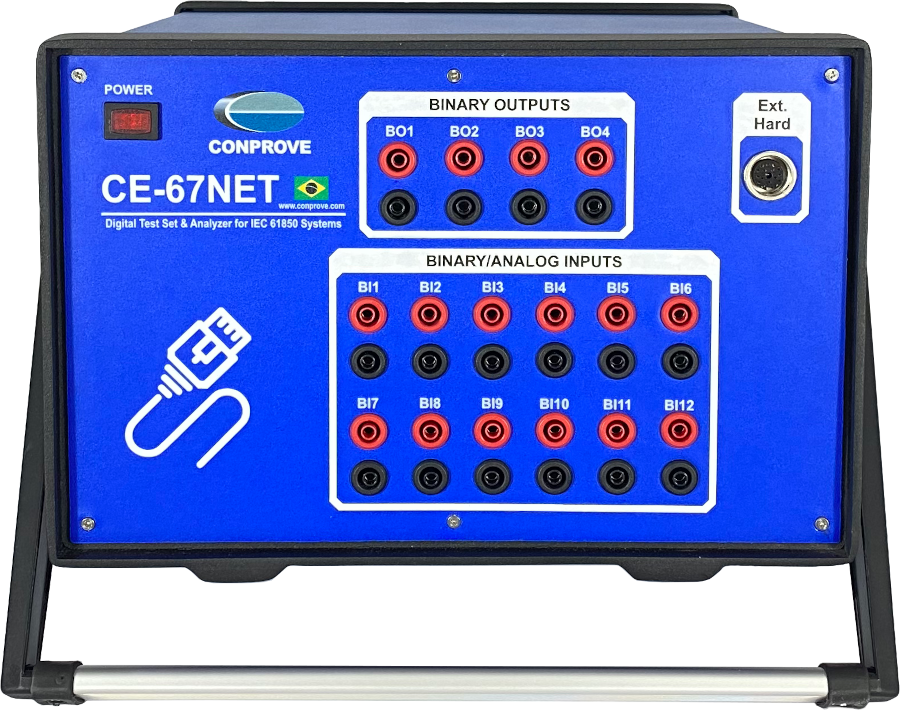 POWER
CONPROVE
CE-67NET
www.conprove.com
Digital Test Set & Analyzer for IEC 61850 Systems
BINARY OUTPUTS
BO1 BO2 BO3 BO4
Ext.
Hard
BINARY/ANALOG INPUTS
BI1 BI2 BI3 BI4 BI5 BI6
BI7 BI8 BI9 BI10 BI11 BI12